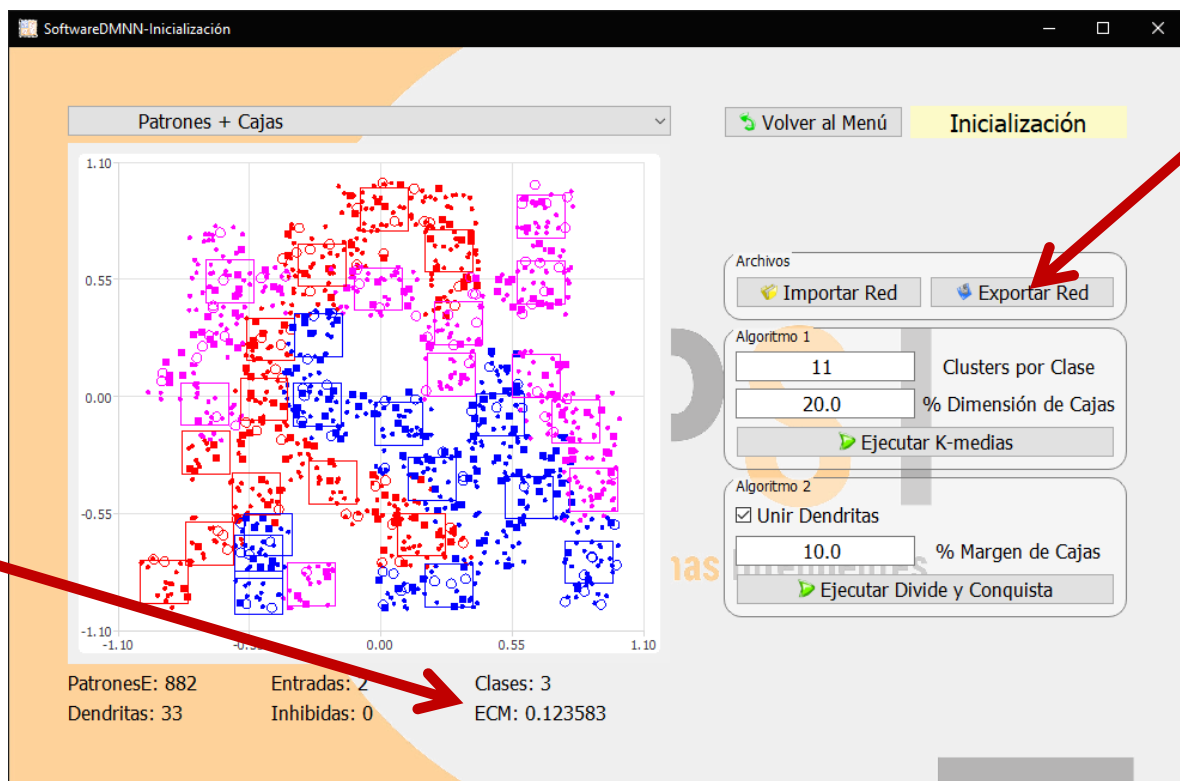 SoftwareDMNN-Inicialización
Patrones + Cajas
Volver al Menú
Inicialización
1.10
0.55
0.00
-0.55
-1.10
-1.10
0.00
0.55
1.10
Archivos
Importar Red
Exportar Red
Algoritmo 1
11 Clusters por Clase
20.0 % Dimensión de Cajas
Ejecutar K-medias
Algoritmo 2
Unir Dendritas
10.0 % Margen de Cajas
Ejecutar Divide y Conquista
PatronesE: 882 Entradas: 2 Clases: 3
Dendritas: 33 Inhibidas: 0 ECM: 0.123583